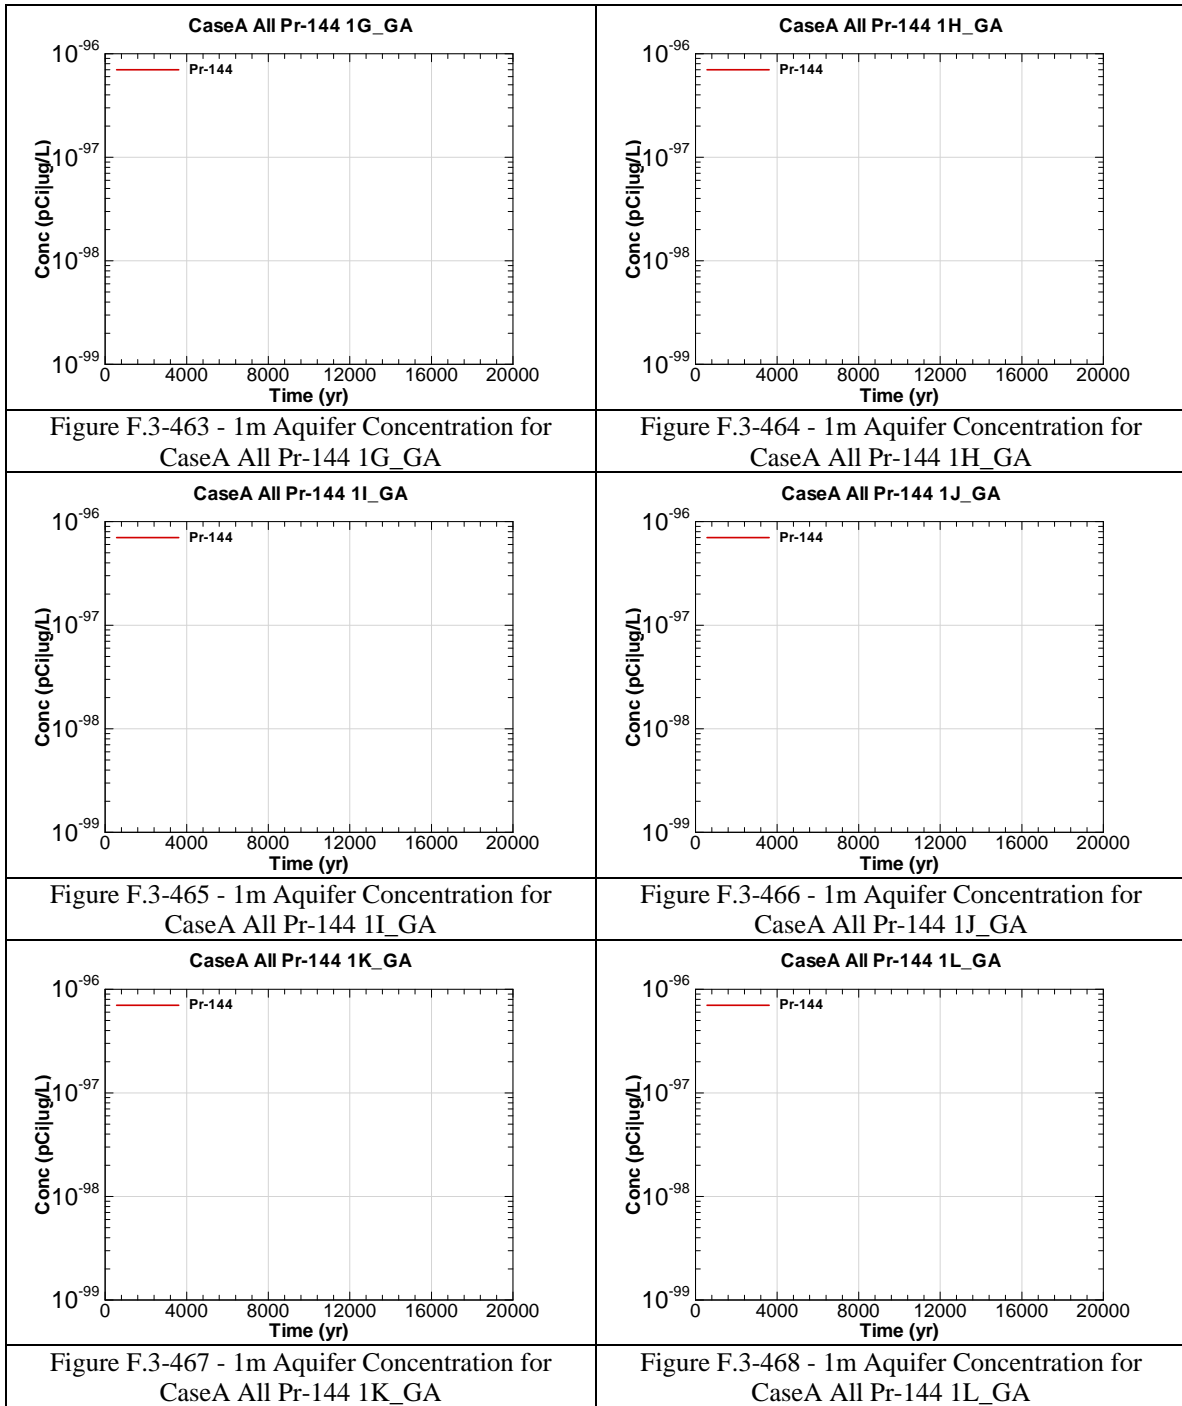 CaseA All Pr-144 1G_GA
10-96
Pr-144
10-97
Conc (pCi|ug/L)
10-98
10-99
0 4000 8000 12000 16000 20000
Time (yr)
Figure F.3-463 - 1m Aquifer Concentration for
CaseA All Pr-144 1G_GA
CaseA All Pr-144 1H_GA
10-96
Pr-144
10-97
Conc (pCi|ug/L)
10-98
10-99
0 4000 8000 12000 16000 20000
Time (yr)
Figure F.3-464 - 1m Aquifer Concentration for
CaseA All Pr-144 1H_GA
CaseA All Pr-144 1I_GA
10-96
Pr-144
10-97
Conc (pCi|ug/L)
10-98
10-99
0 4000 8000 12000 16000 20000
Time (yr)
Figure F.3-465 - 1m Aquifer Concentration for
CaseA All Pr-144 1I_GA
CaseA All Pr-144 1J_GA
10-96
Pr-144
10-97
Conc (pCi|ug/L)
10-98
10-99
0 4000 8000 12000 16000 20000
Time (yr)
Figure F.3-466 - 1m Aquifer Concentration for
CaseA All Pr-144 1J_GA
CaseA All Pr-144 1K_GA
10-96
Pr-144
10-97
Conc (pCi|ug/L)
10-98
10-99
0 4000 8000 12000 16000 20000
Time (yr)
Figure F.3-467 - 1m Aquifer Concentration for
CaseA All Pr-144 1K_GA
CaseA All Pr-144 1L_GA
10-96
Pr-144
10-97
Conc (pCi|ug/L)
10-98
10-99
0 4000 8000 12000 16000 20000
Time (yr)
Figure F.3-468 - 1m Aquifer Concentration for
CaseA All Pr-144 1L_GA